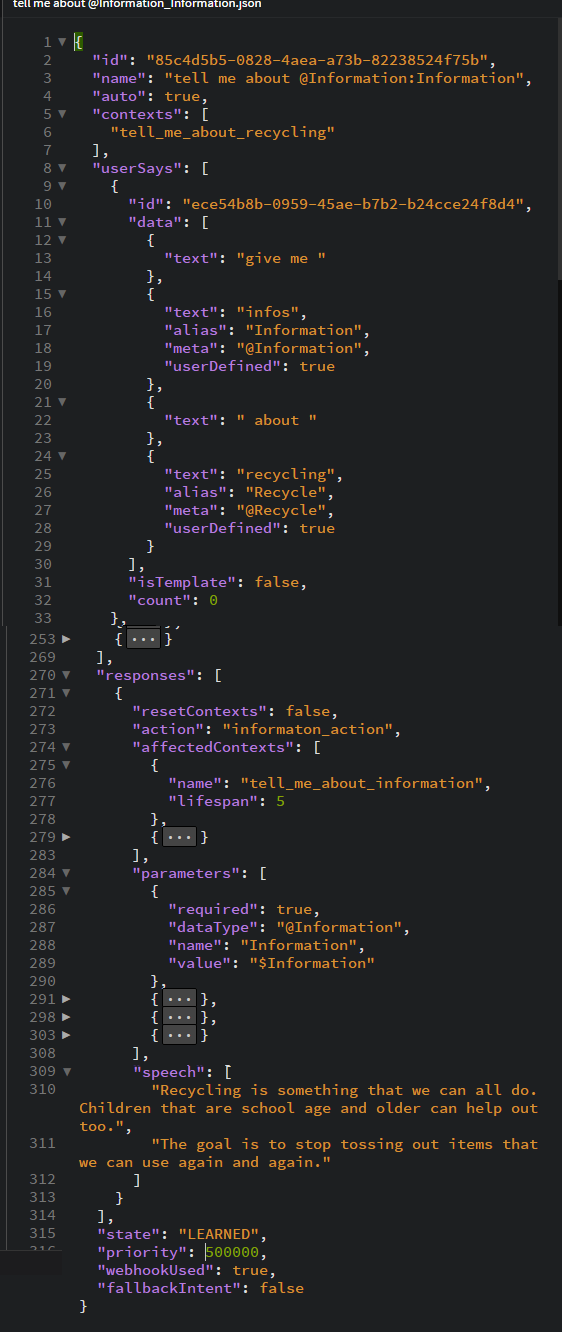 tell me about @Information_Information.json
1 ▼ {
2 "id": "85c4d5b5-0828-4aea-a73b-82238524f75b",
3 "name": "tell me about @Information:Information",
4 "auto": true,
5 ▼ "contexts": [
6 "tell_me_about_recycling"
7 ],
8 ▼ "userSays": [
9 ▼ {
10 "id": "ece54b8b-0959-45ae-b7b2-b24cce24f8d4",
11 ▼ "data": [
12 ▼ {
13 "text": "give me "
14 },
15 ▼ {
16 "text": "infos",
17 "alias": "Information",
18 "meta": "@Information",
19 "userDefined": true
20 },
21 ▼ {
22 "text": " about "
23 },
24 ▼ {
25 "text": "recycling",
26 "alias": "Recycle",
27 "meta": "@Recycle",
28 "userDefined": true
29 }
30 ],
31 "isTemplate": false,
32 "count": 0
33 },
253 ▶ {...}
269 ],
270 ▼ "responses": [
271 ▼ {
272 "resetContexts": false,
273 "action": "informaton_action",
274 ▼ "affectedContexts": [
275 ▼ {
276 "name": "tell_me_about_information",
277 "lifespan": 5
278 },
279 ▶ {...}
283 ],
284 ▼ "parameters": [
285 ▼ {
286 "required": true,
287 "dataType": "@Information",
288 "name": "Information",
289 "value": "$Information"
290 },
291 ▶ {...},
298 ▶ {...},
303 ▶ {...}
308 ],
309 ▼ "speech": [
310 "Recycling is something that we can all do.
Children that are school age and older can help out
too.",
311 "The goal is to stop tossing out items that
we can use again and again."
312 ]
313 }
314 ],
315 "state": "LEARNED",
316 "priority": 500000,
"webhookUsed": true,
"fallbackIntent": false
}